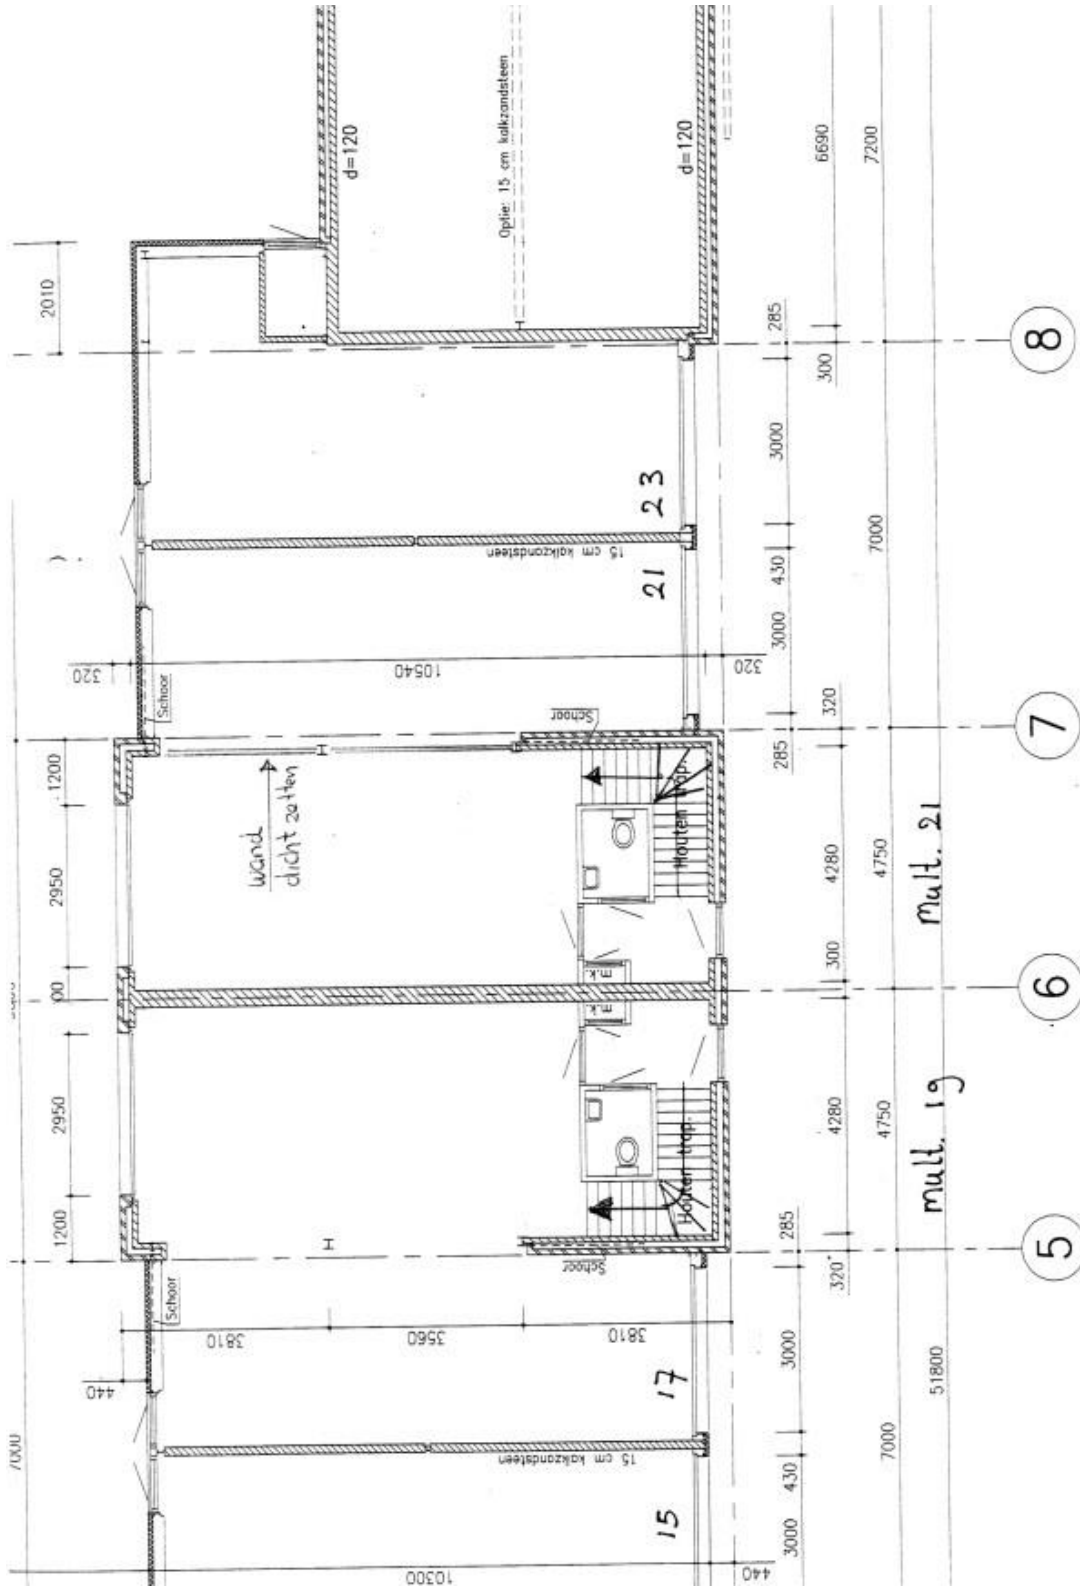 d=120
Optie: 15 cm kalkzandsteen
d=120
6690
7200
2010
285
300
8
3000
23
15 cm kalkzandsteen
21
7000
430
3000
320
10540
320
Schoor
Schoor
320
7
285
1200
Wand
dicht zetten
Houten trap.
2950
4280
4750
Mult. 21
300
m.k.
m.k.
6
2950
4280
4750
Mult. 19
Houten trap.
1200
285
5
320
Schoor
Schoor
3810
3560
3810
440
3000
17
51800
7000
15 cm kalkzandsteen
7000
430
15
3000
10300
440